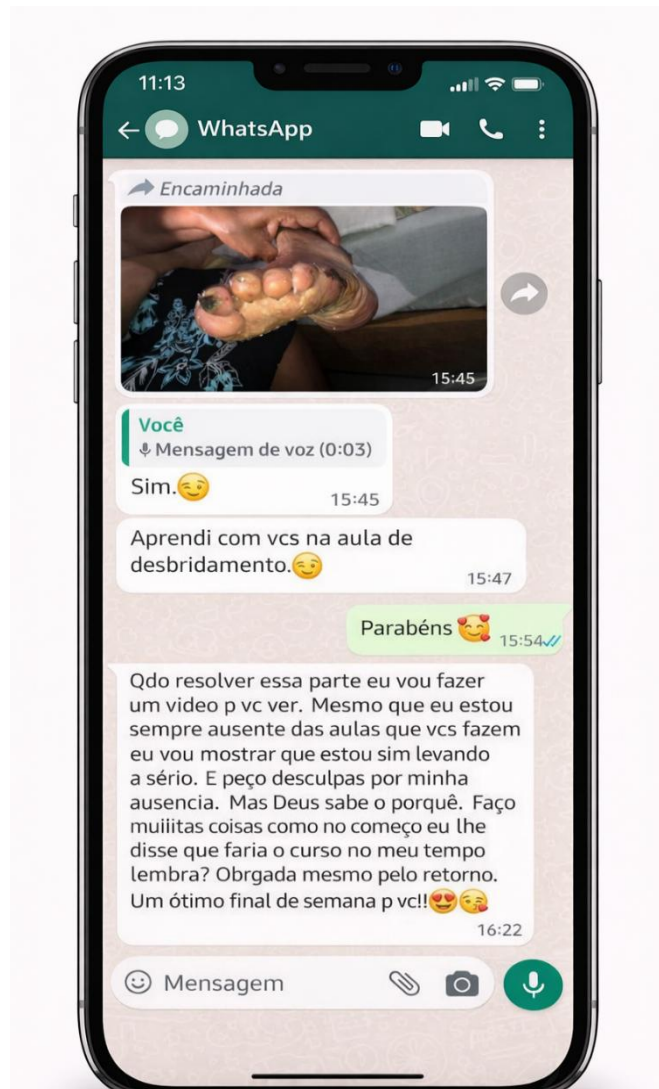 11:13
WhatsApp
Encaminhada
15:45
Você
Mensagem de voz (0:03)
Sim.😉
15:45
Aprendi com vcs na aula de
desbridamento.😉
15:47
Parabéns 🥰
15:54
Qdo resolver essa parte eu vou fazer
um video p vc ver. Mesmo que eu estou
sempre ausente das aulas que vcs fazem
eu vou mostrar que estou sim levando
a sério. E peço desculpas por minha
ausencia. Mas Deus sabe o porquê. Faço
muiiitas coisas como no começo eu lhe
disse que faria o curso no meu tempo
lembra? Obrgada mesmo pelo retorno.
Um ótimo final de semana p vc!!😍😘
16:22
Mensagem